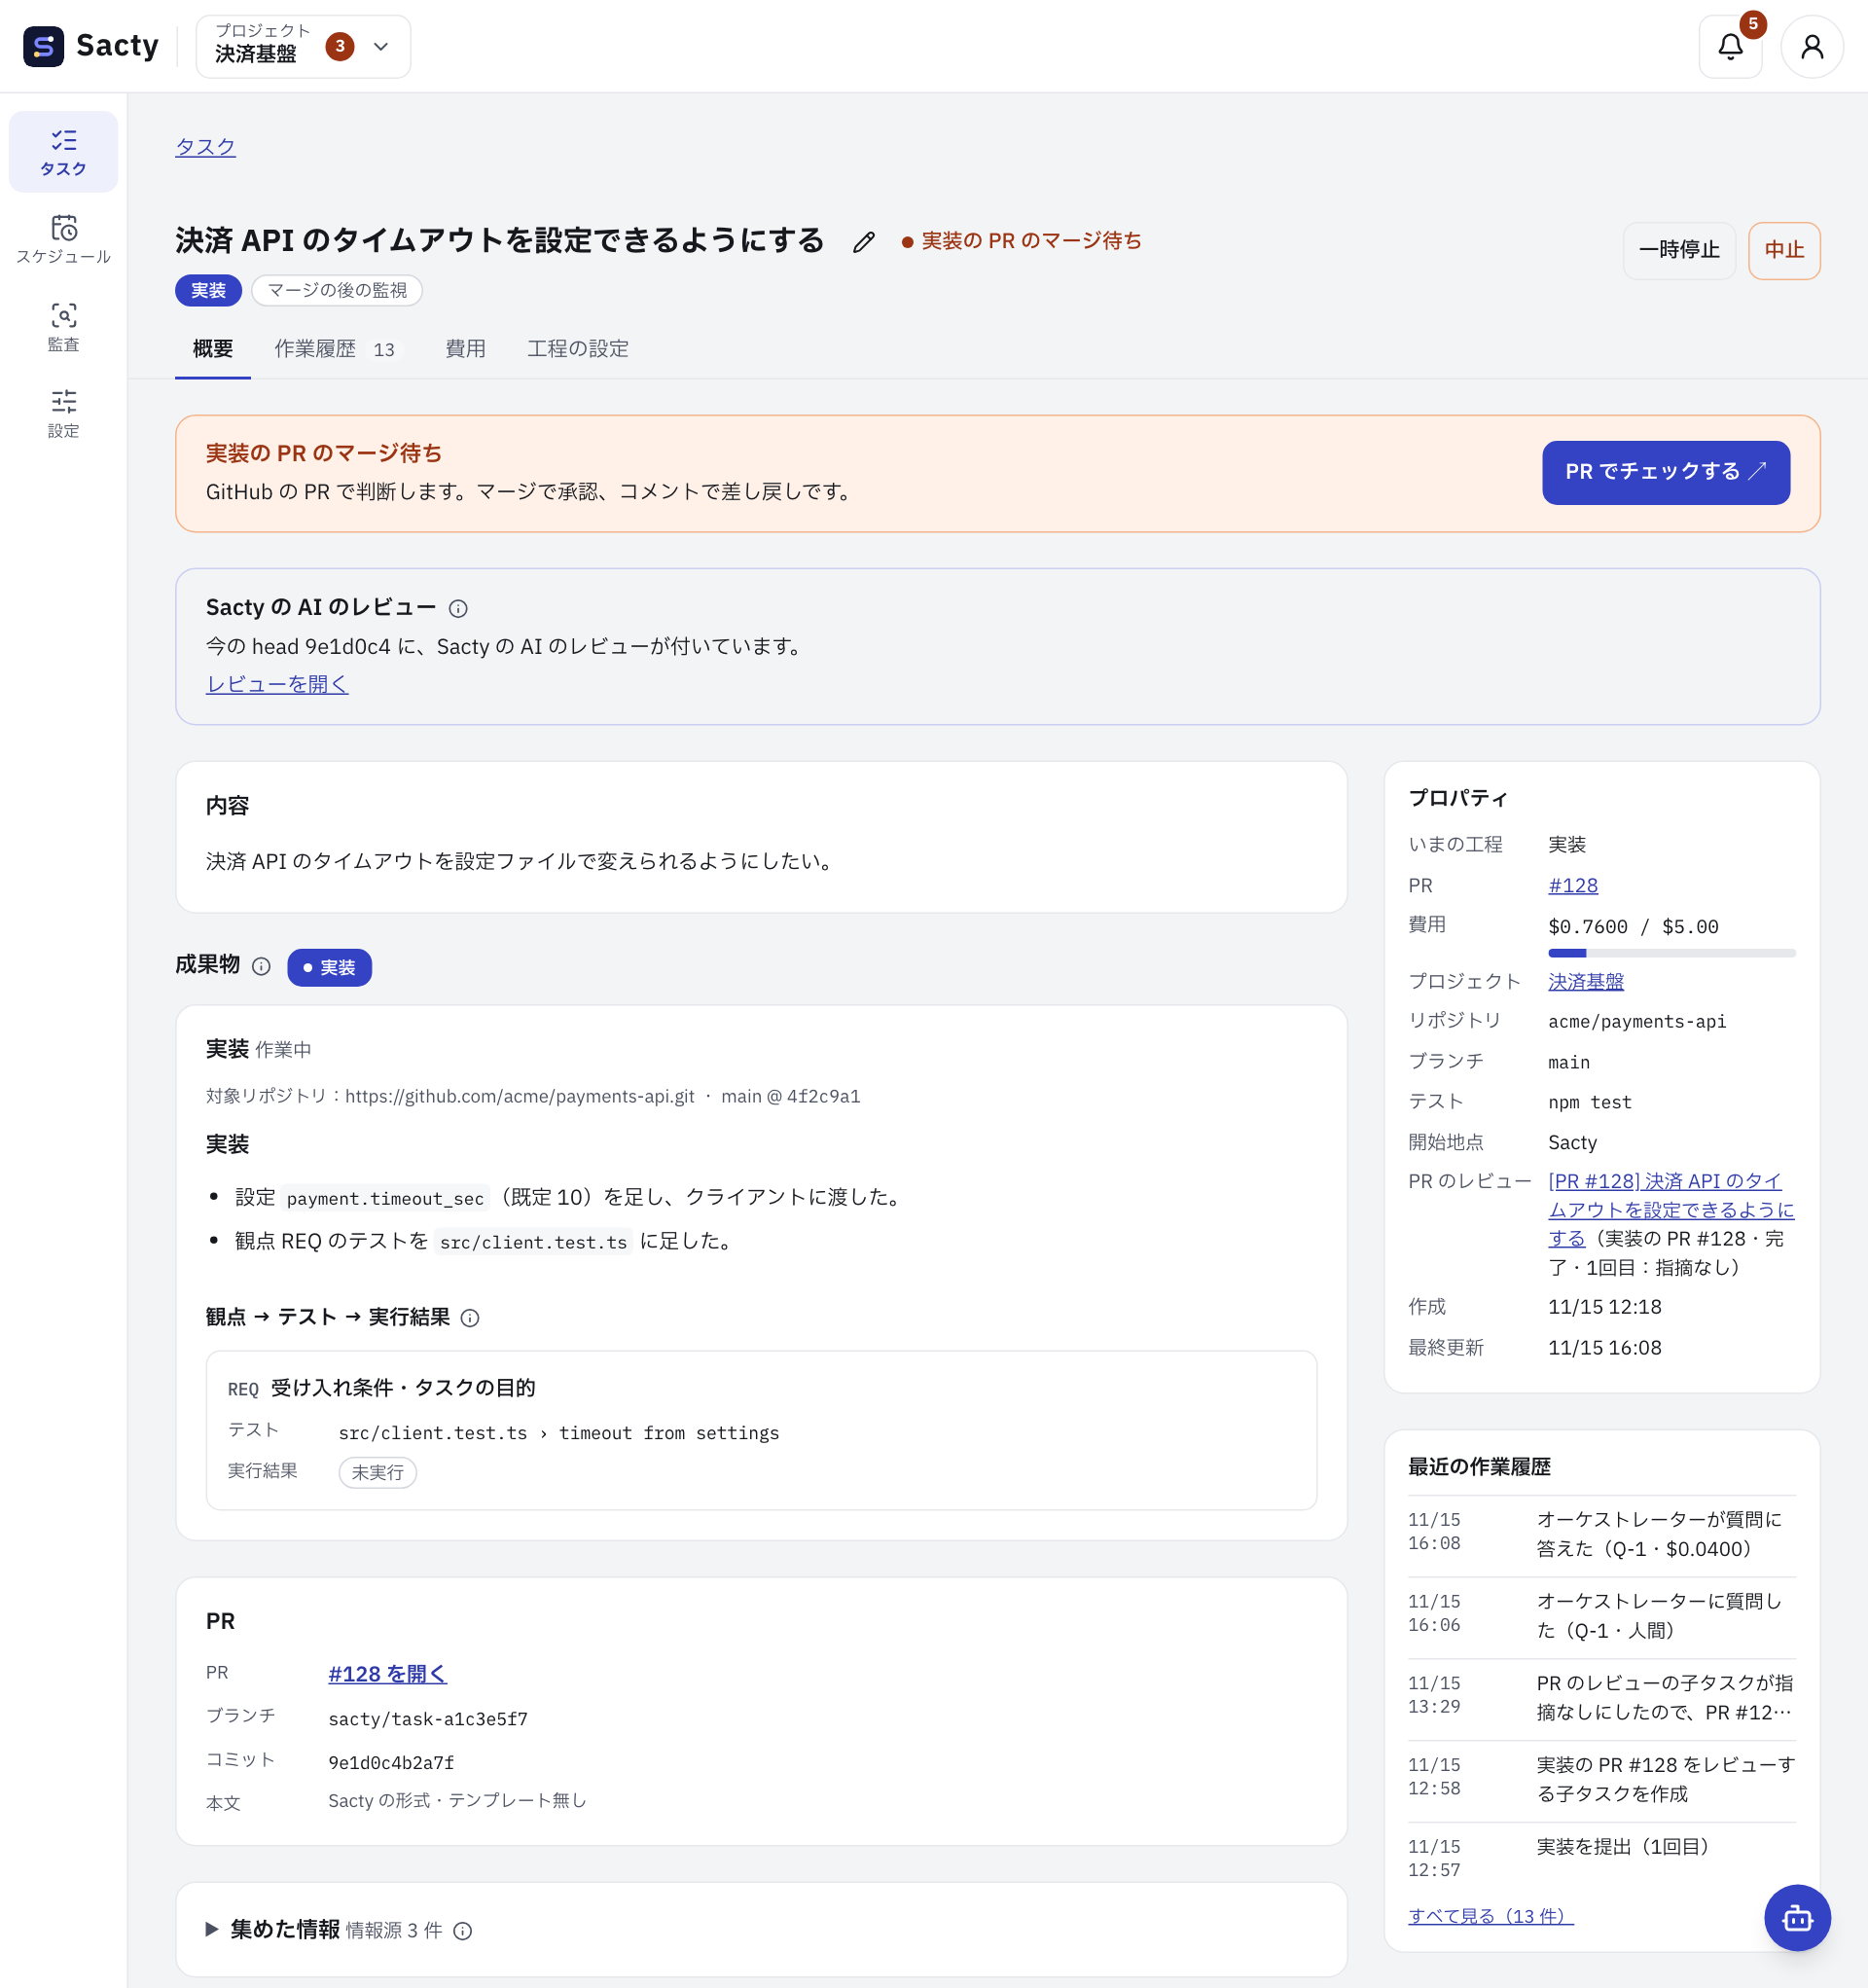 Sacty
プロジェクト
決済基盤
3
5
タスク
スケジュール
監査
設定
タスク
決済 API のタイムアウトを設定できるようにする
実装の PR のマージ待ち
一時停止
中止
実装
マージの後の監視
概要
作業履歴 13
費用
工程の設定
実装の PR のマージ待ち
GitHub の PR で判断します。マージで承認、コメントで差し戻しです。
PR でチェックする ↗
Sacty の AI のレビュー
今の head 9e1d0c4 に、Sacty の AI のレビューが付いています。
レビューを開く
内容
決済 API のタイムアウトを設定ファイルで変えられるようにしたい。
成果物
実装
実装 作業中
対象リポジトリ：https://github.com/acme/payments-api.git ・ main @ 4f2c9a1
実装
• 設定 payment.timeout_sec（既定 10）を足し、クライアントに渡した。
• 観点 REQ のテストを src/client.test.ts に足した。
観点 → テスト → 実行結果
REQ 受け入れ条件・タスクの目的
テスト src/client.test.ts › timeout from settings
実行結果 未実行
PR
PR #128 を開く
ブランチ sacty/task-a1c3e5f7
コミット 9e1d0c4b2a7f
本文 Sacty の形式・テンプレート無し
▶ 集めた情報 情報源 3 件
プロパティ
いまの工程 実装
PR #128
費用 $0.7600 / $5.00
プロジェクト 決済基盤
リポジトリ acme/payments-api
ブランチ main
テスト npm test
開始地点 Sacty
PR のレビュー [PR #128] 決済 API のタイ
ムアウトを設定できるように
する（実装の PR #128・完
了・1回目：指摘なし）
作成 11/15 12:18
最終更新 11/15 16:08
最近の作業履歴
11/15 オーケストレーターが質問に
16:08 答えた（Q-1・$0.0400）
11/15 オーケストレーターに質問し
16:06 た（Q-1・人間）
11/15 PR のレビューの子タスクが指
13:29 摘なしにしたので、PR #12…
11/15 実装の PR #128 をレビューす
12:58 る子タスクを作成
11/15 実装を提出（1回目）
12:57
すべて見る（13 件）